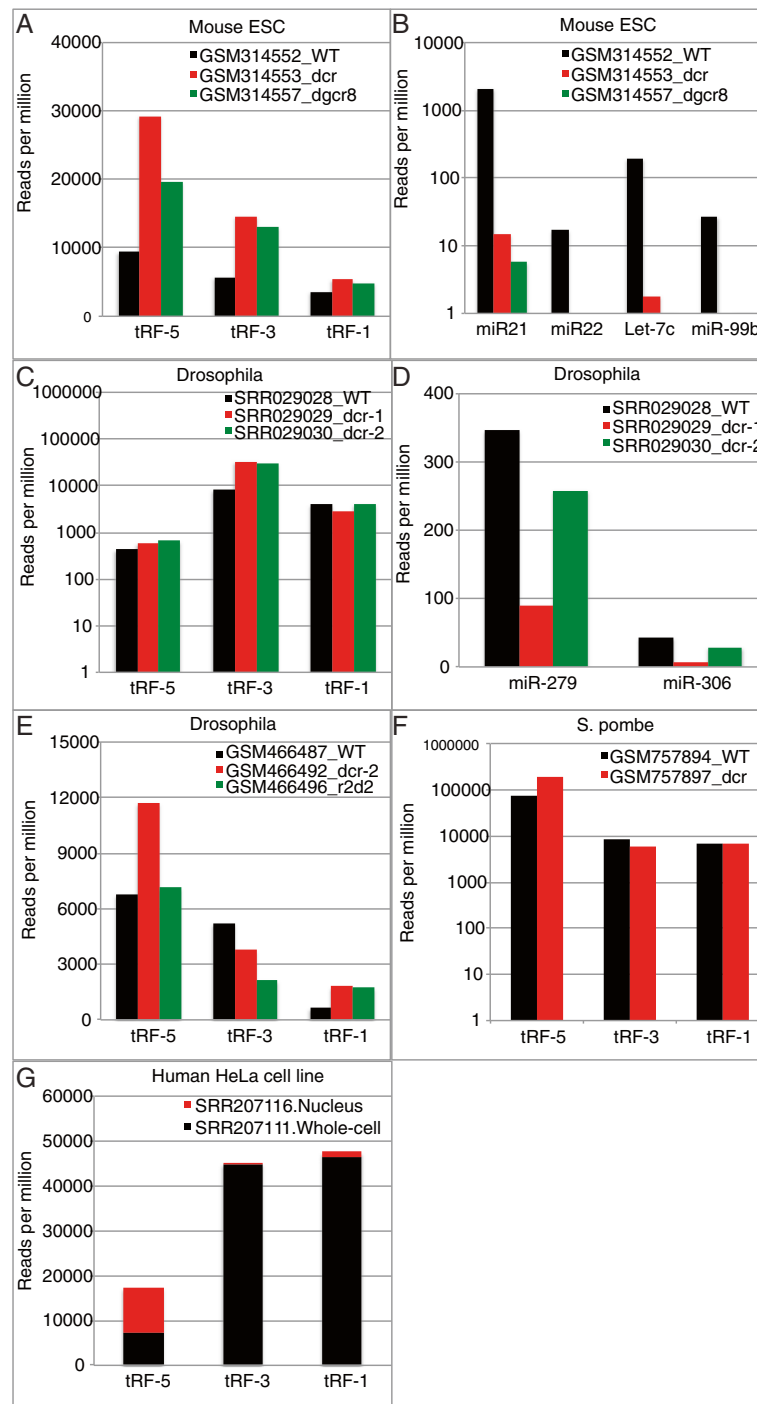 A
Mouse ESC
Reads per million
40000
30000
20000
10000
0
GSM314552_WT
GSM314553_dcr
GSM314557_dgcr8
tRF-5 tRF-3 tRF-1
B
Mouse ESC
Reads per million
10000
1000
100
10
1
GSM314552_WT
GSM314553_dcr
GSM314557_dgcr8
miR21 miR22 Let-7c miR-99b
C
Drosophila
Reads per million
1000000
100000
10000
1000
100
10
1
SRR029028_WT
SRR029029_dcr-1
SRR029030_dcr-2
tRF-5 tRF-3 tRF-1
D
Drosophila
Reads per million
400
300
200
100
0
SRR029028_WT
SRR029029_dcr-1
SRR029030_dcr-2
miR-279 miR-306
E
Drosophila
Reads per million
15000
12000
9000
6000
3000
0
GSM466487_WT
GSM466492_dcr-2
GSM466496_r2d2
tRF-5 tRF-3 tRF-1
F
S. pombe
Reads per million
1000000
100000
10000
1000
100
10
1
GSM757894_WT
GSM757897_dcr
tRF-5 tRF-3 tRF-1
G
Human HeLa cell line
Reads per million
60000
50000
40000
30000
20000
10000
0
SRR207116.Nucleus
SRR207111.Whole-cell
tRF-5 tRF-3 tRF-1